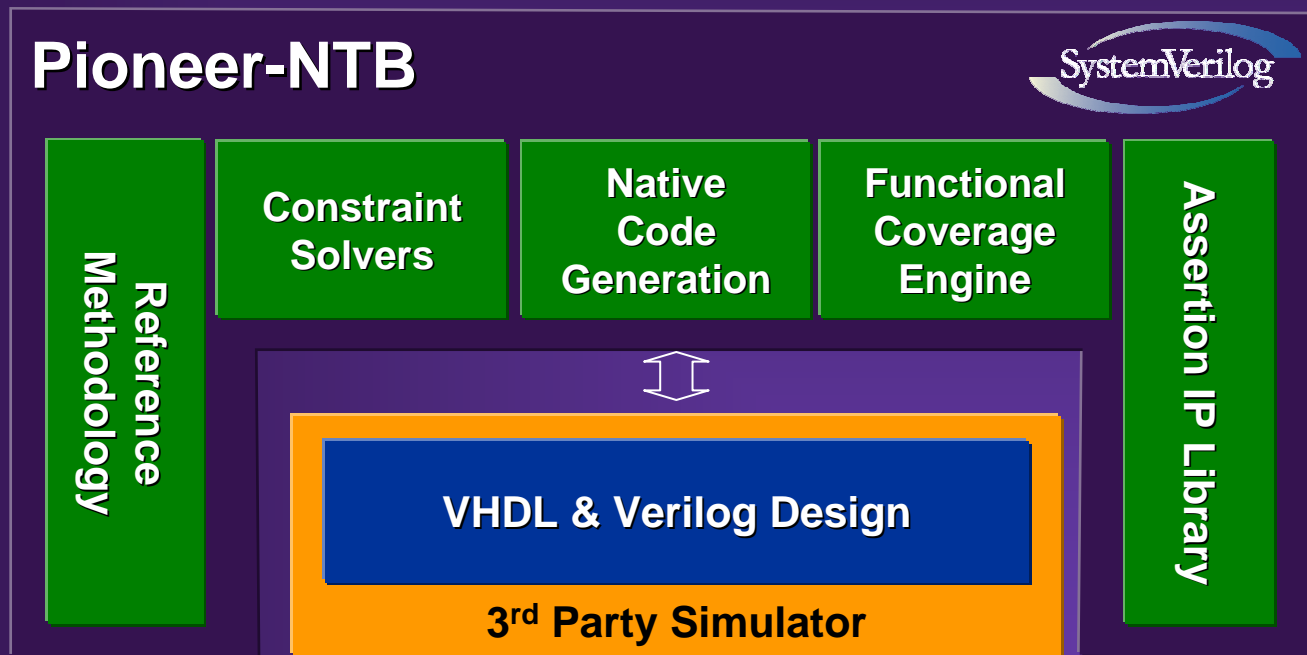 Pioneer-NTB
SystemVerilog
Reference
Methodology
Constraint
Solvers
Native
Code
Generation
Functional
Coverage
Engine
Assertion IP Library
VHDL & Verilog Design
3rd Party Simulator